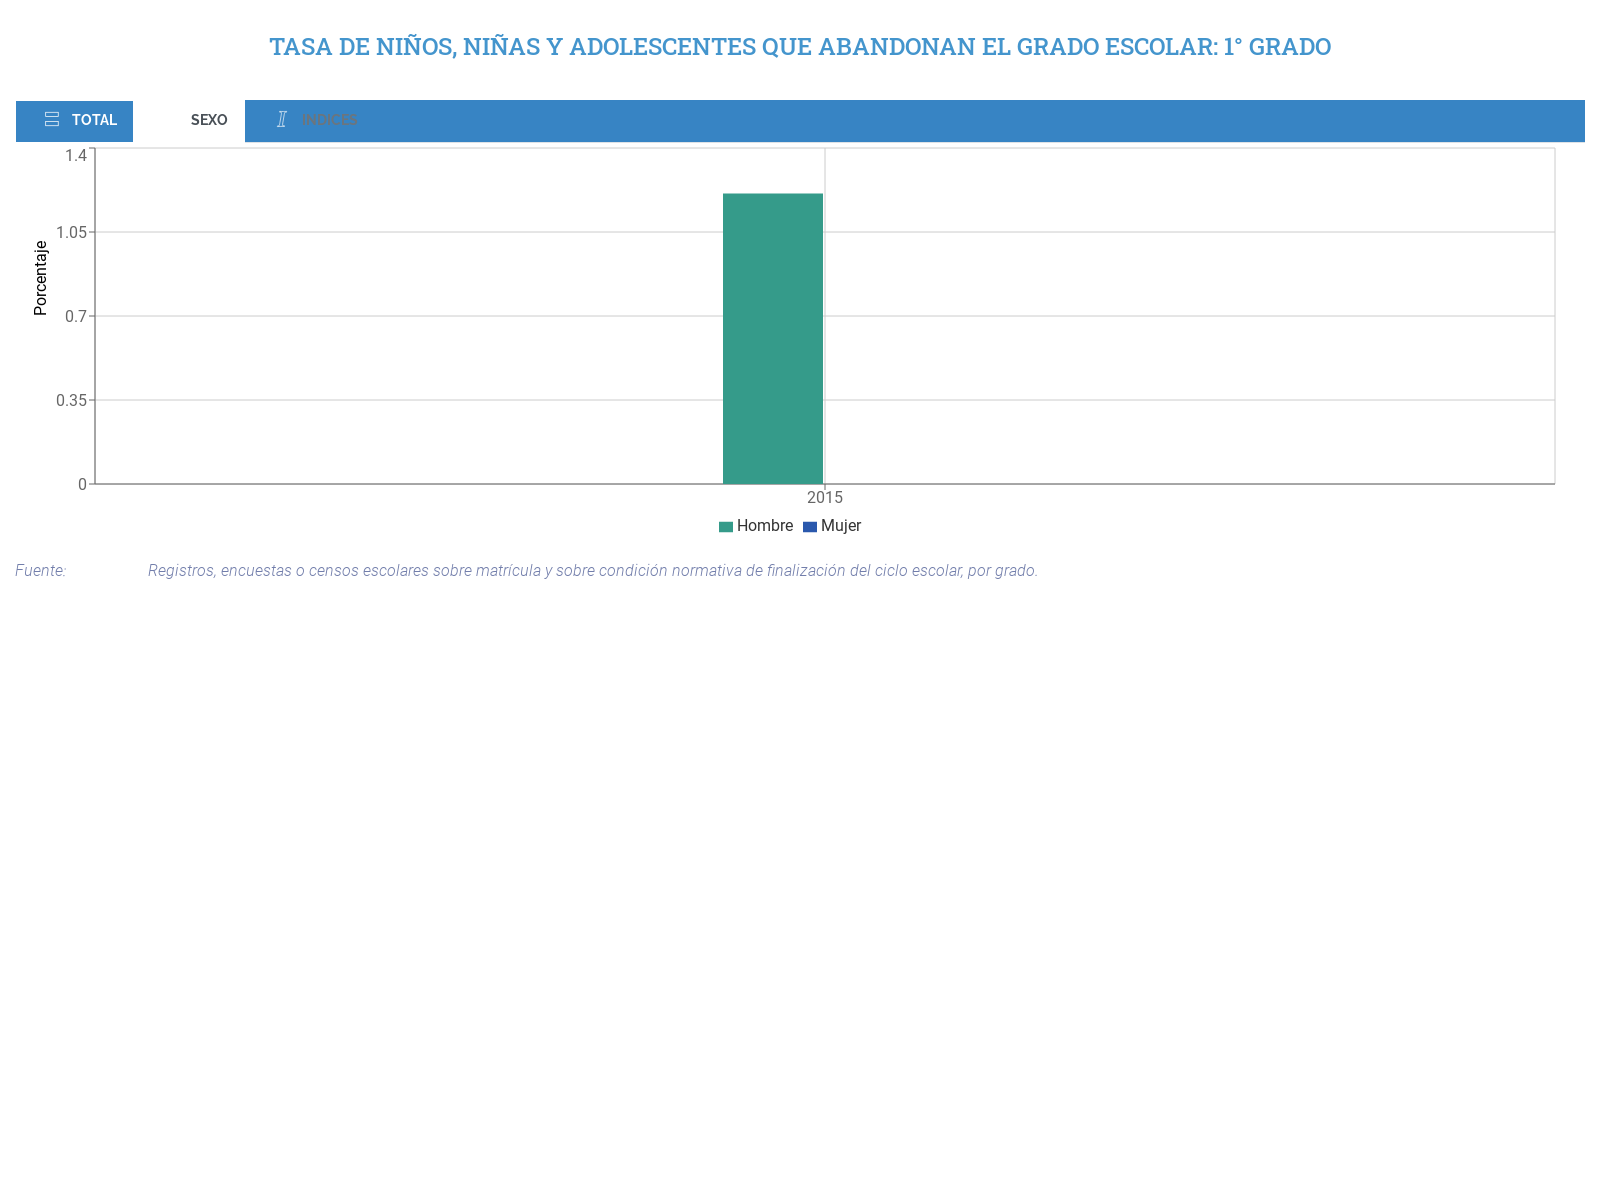 TASA DE NIÑOS, NIÑAS Y ADOLESCENTES QUE ABANDONAN EL GRADO ESCOLAR: 1° GRADO
TOTAL SEXO INDICES
1.4
1.05
0.7
0.35
0
Porcentaje
2015
Hombre Mujer
Fuente: Registros, encuestas o censos escolares sobre matrícula y sobre condición normativa de finalización del ciclo escolar, por grado.